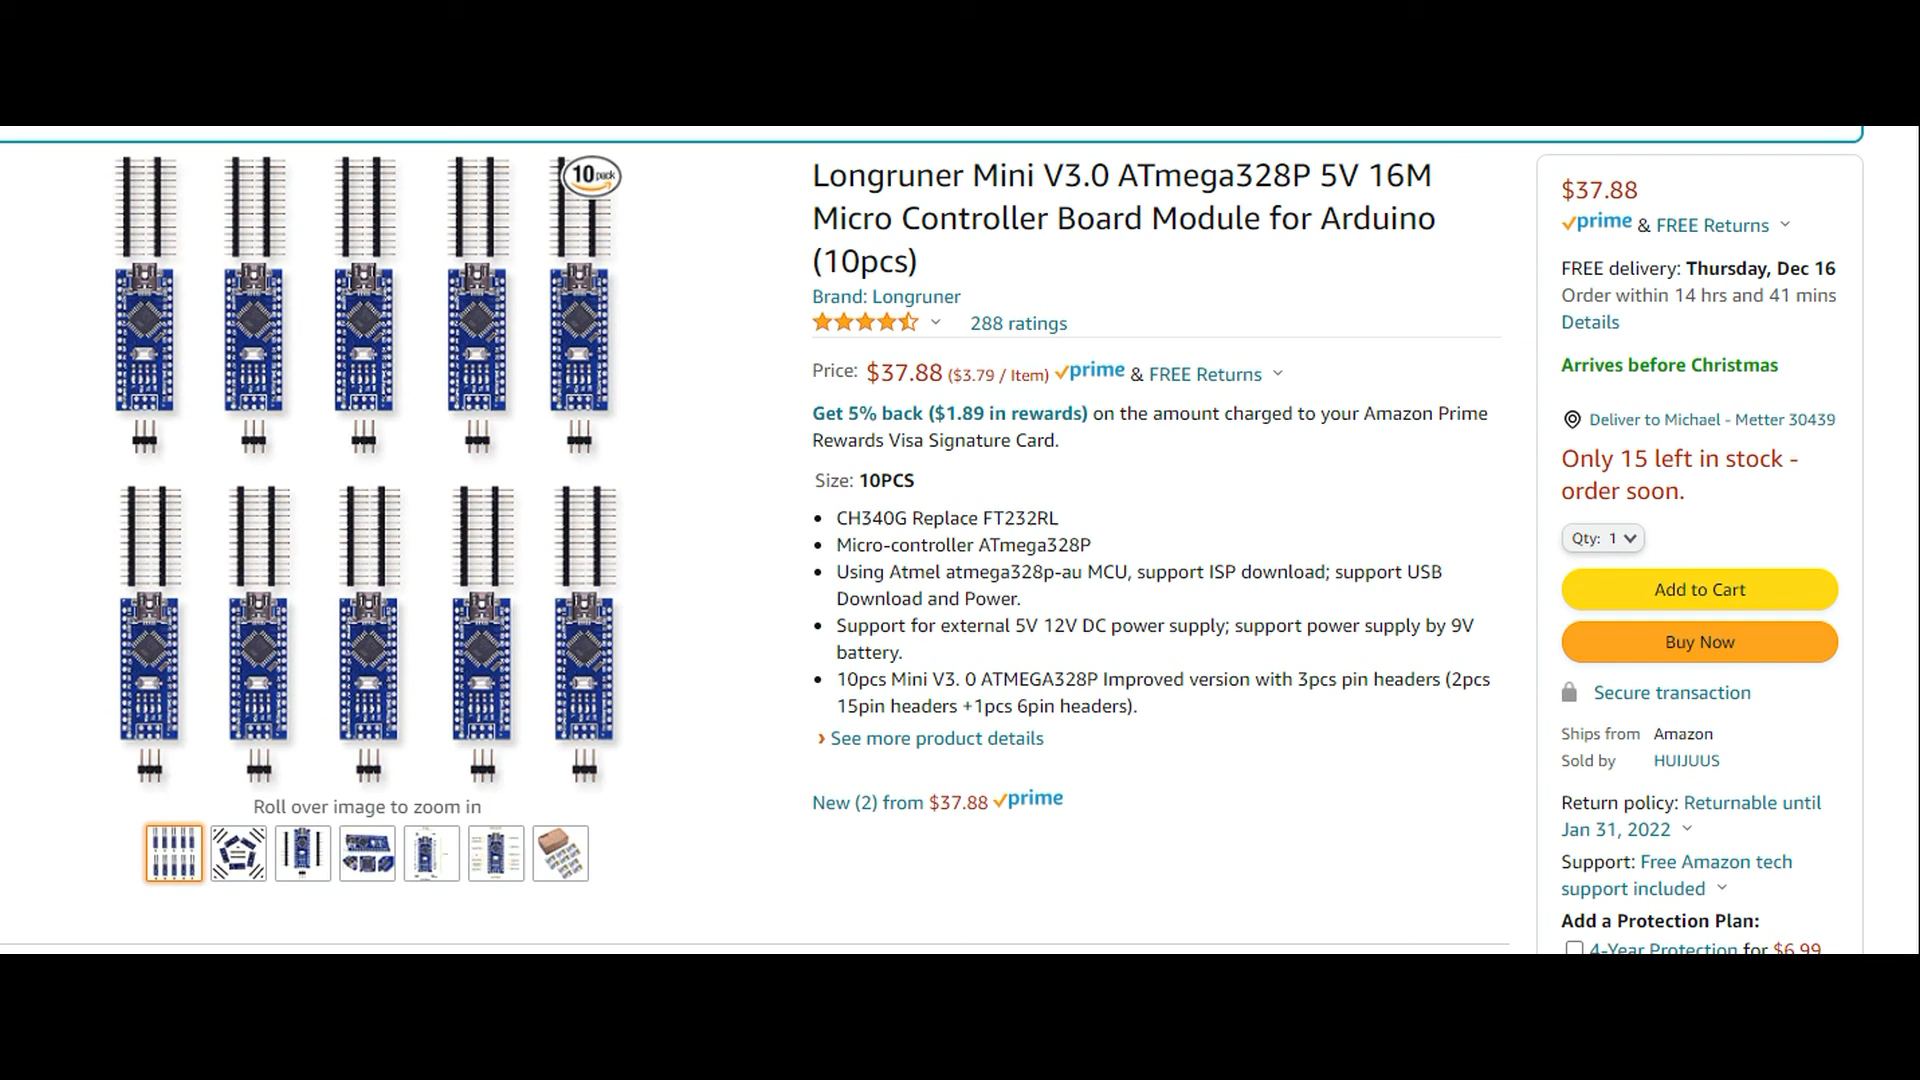 10 pack
Roll over image to zoom in
Longruner Mini V3.0 ATmega328P 5V 16M
Micro Controller Board Module for Arduino
(10pcs)
Brand: Longruner
288 ratings
Price: $37.88 ($3.79 / Item) prime & FREE Returns
Get 5% back ($1.89 in rewards) on the amount charged to your Amazon Prime
Rewards Visa Signature Card.
Size: 10PCS
• CH340G Replace FT232RL
• Micro-controller ATmega328P
• Using Atmel atmega328p-au MCU, support ISP download; support USB
Download and Power.
• Support for external 5V 12V DC power supply; support power supply by 9V
battery.
• 10pcs Mini V3. 0 ATMEGA328P Improved version with 3pcs pin headers (2pcs
15pin headers +1pcs 6pin headers).
› See more product details
New (2) from $37.88 prime
$37.88
prime & FREE Returns
FREE delivery: Thursday, Dec 16
Order within 14 hrs and 41 mins
Details
Arrives before Christmas
Deliver to Michael - Metter 30439
Only 15 left in stock -
order soon.
Qty: 1
Add to Cart
Buy Now
Secure transaction
Ships from Amazon
Sold by HUIJUUS
Return policy: Returnable until
Jan 31, 2022
Support: Free Amazon tech
support included
Add a Protection Plan:
4-Year Protection for $6.99